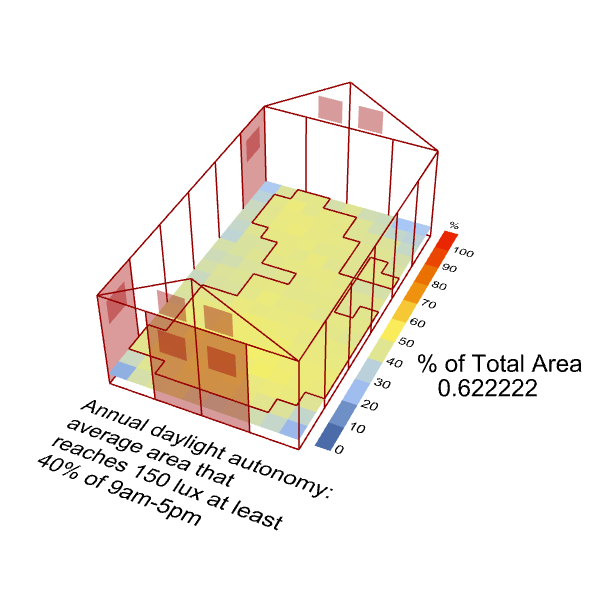 %
100
90
80
70
60
50
40
30
20
10
0
% of Total Area
0.622222
Annual daylight autonomy:
average area that
reaches 150 lux at least
40% of 9am-5pm